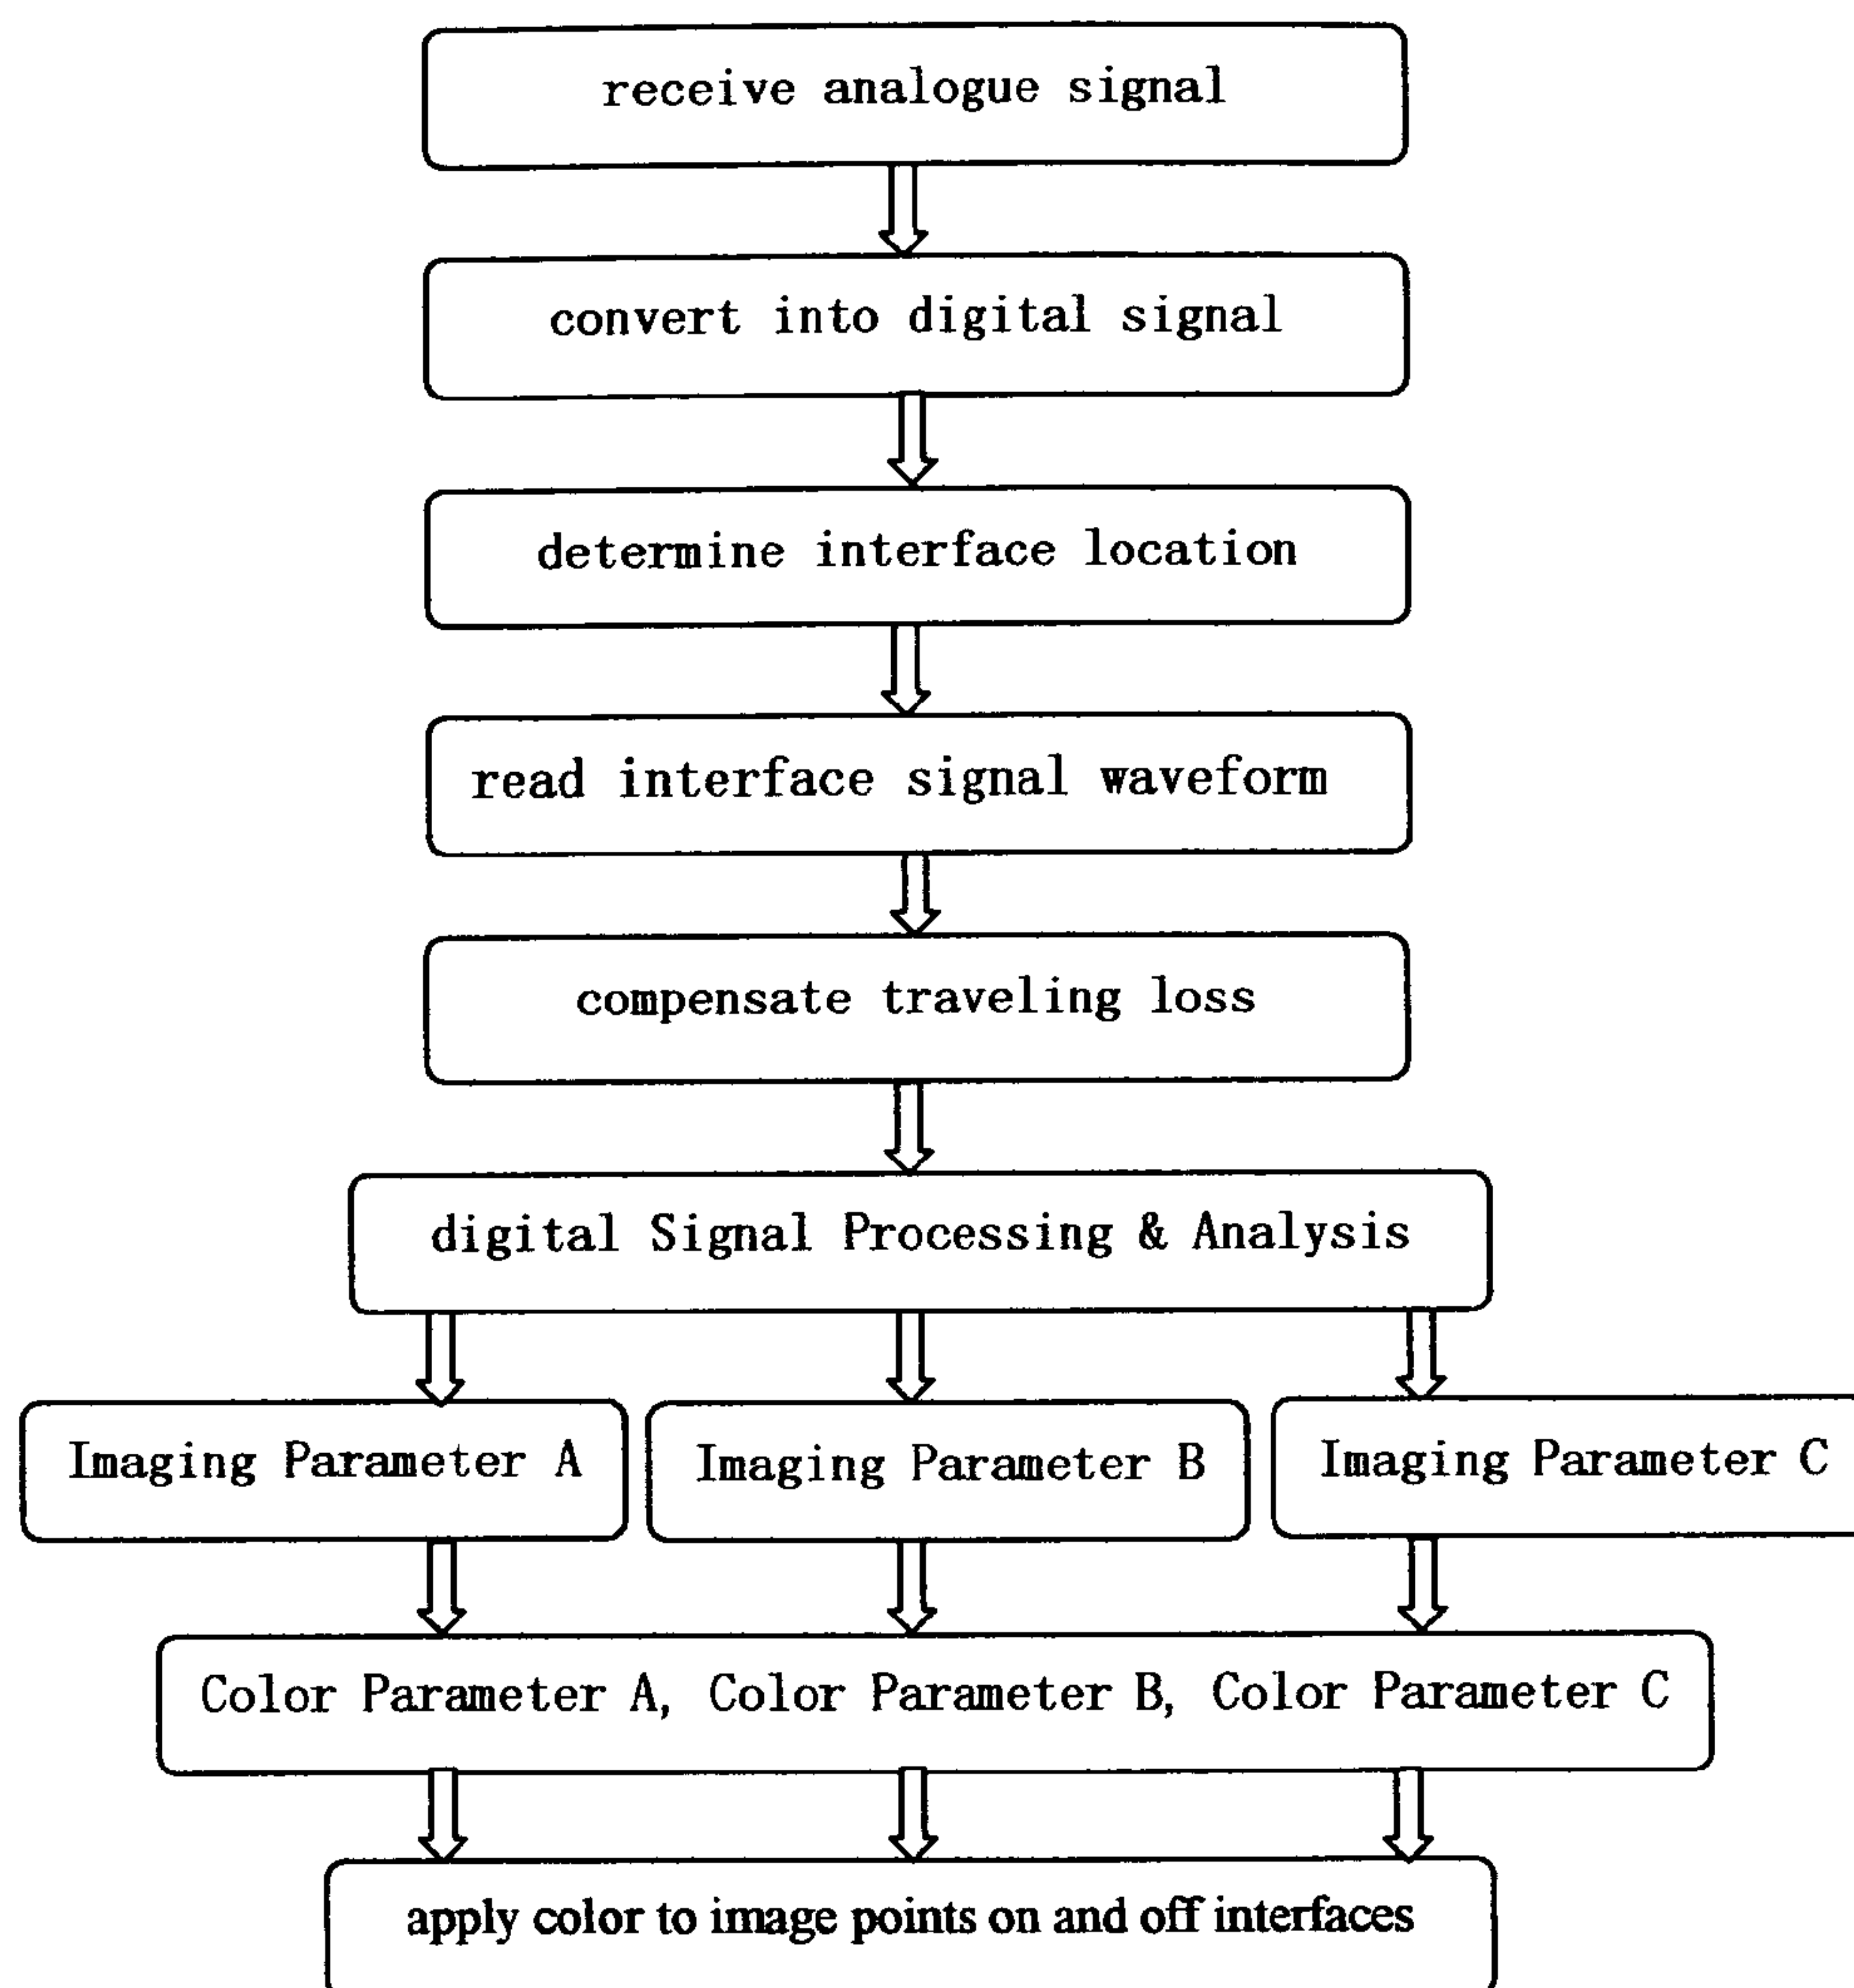 receive analogue signal
convert into digital signal
determine interface location
read interface signal waveform
compensate traveling loss
digital Signal Processing & Analysis
Imaging Parameter A
Imaging Parameter B
Imaging Parameter C
Color Parameter A, Color Parameter B, Color Parameter C
apply color to image points on and off interfaces